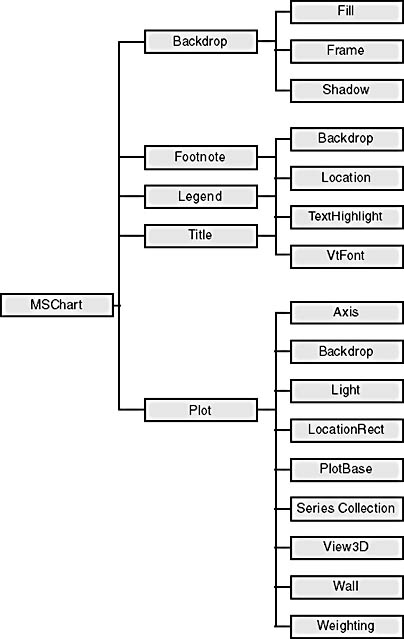 MSChart
Backdrop
Fill
Frame
Shadow
Footnote
Legend
Title
Backdrop
Location
TextHighlight
VtFont
Plot
Axis
Backdrop
Light
LocationRect
PlotBase
Series Collection
View3D
Wall
Weighting